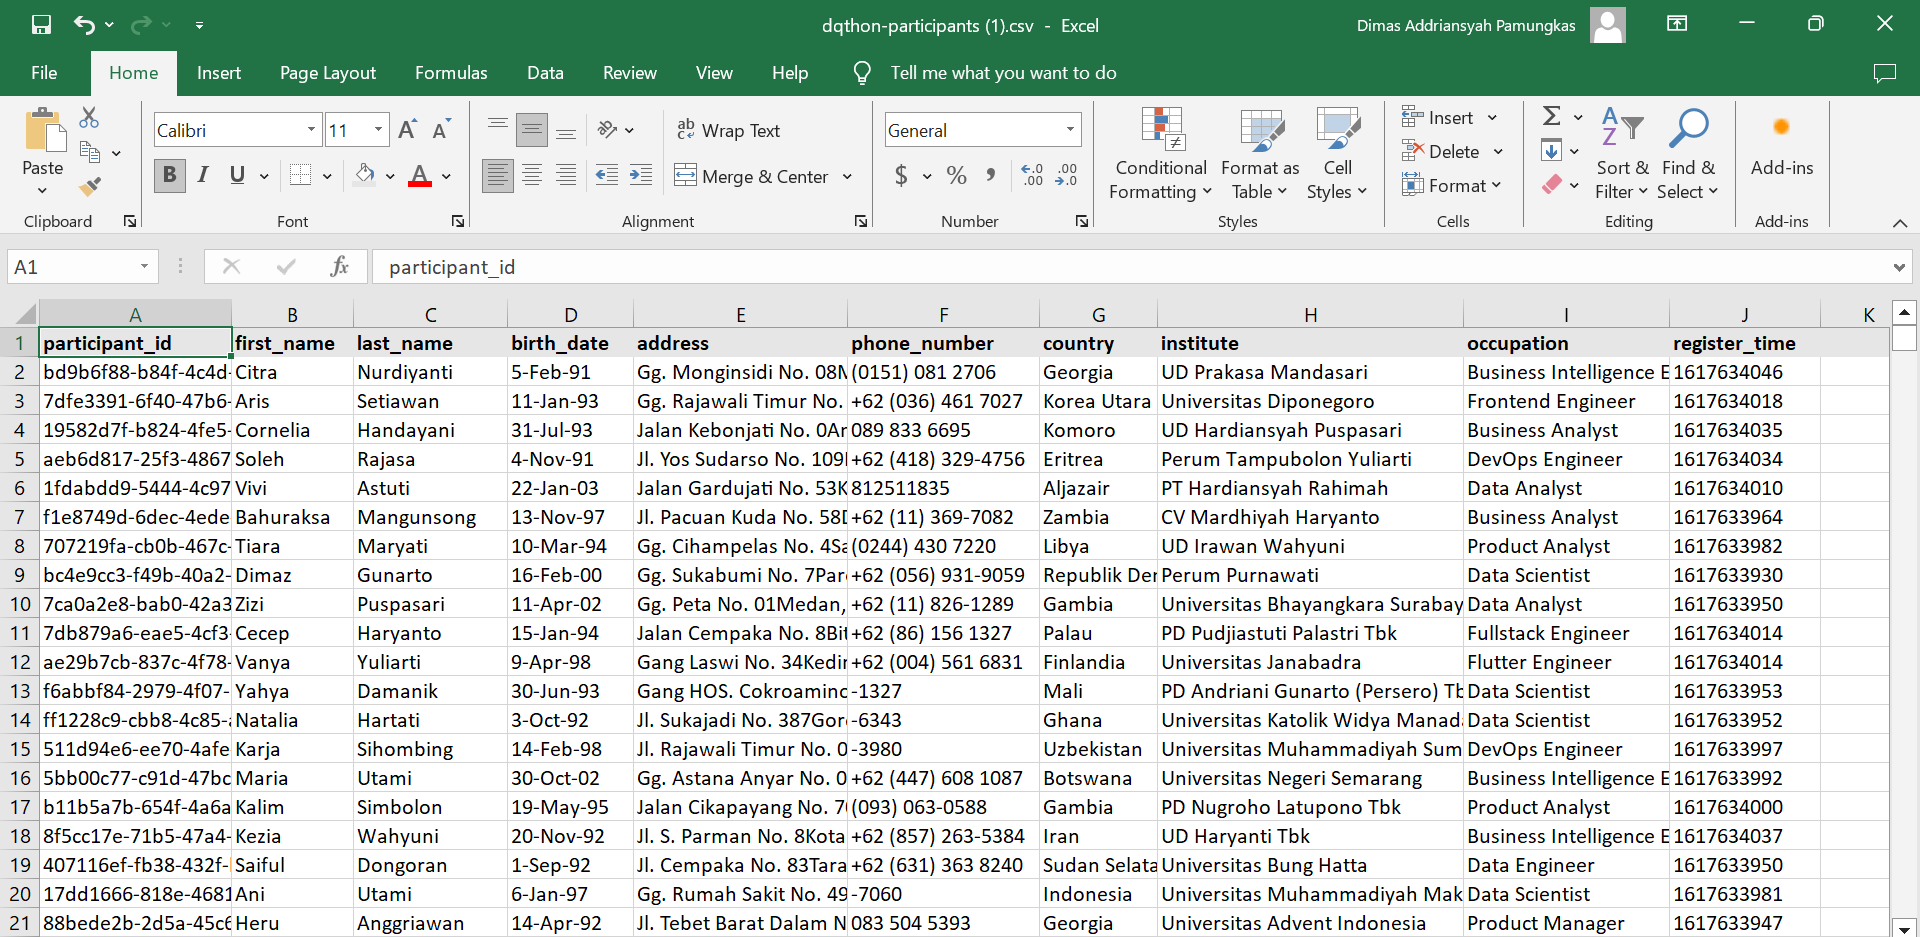 dqthon-participants (1).csv - Excel
Dimas Addriansyah Pamungkas
File Home Insert Page Layout Formulas Data Review View Help Tell me what you want to do
Calibri 11 Wrap Text General Insert
Paste Conditional Formatting Format as Table Cell Styles Delete Sort & Filter Find & Select Add-ins
B I U A Merge & Center $ % Format
Clipboard Font Alignment Number Styles Cells Editing Add-ins
A1 fx participant_id
A B C D E F G H I J K
1 participant_id first_name last_name birth_date address phone_number country institute occupation register_time
2 bd9b6f88-b84f-4c4d- Citra Nurdiyanti 5-Feb-91 Gg. Monginsidi No. 08 (0151) 081 2706 Georgia UD Prakasa Mandasari Business Intelligence E 1617634046
3 7dfe3391-6f40-47b6- Aris Setiawan 11-Jan-93 Gg. Rajawali Timur No. +62 (036) 461 7027 Korea Utara Universitas Diponegoro Frontend Engineer 1617634018
4 19582d7f-b824-4fe5- Cornelia Handayani 31-Jul-93 Jalan Kebonjati No. 0Ar 089 833 6695 Komoro UD Hardiansyah Puspasari Business Analyst 1617634035
5 aeb6d817-25f3-4867 Soleh Rajasa 4-Nov-91 Jl. Yos Sudarso No. 109 +62 (418) 329-4756 Eritrea Perum Tampubolon Yuliarti DevOps Engineer 1617634034
6 1fdabdd9-5444-4c97 Vivi Astuti 22-Jan-03 Jalan Gardujati No. 53K 812511835 Aljazair PT Hardiansyah Rahimah Data Analyst 1617634010
7 f1e8749d-6dec-4ede Bahuraksa Mangunsong 13-Nov-97 Jl. Pacuan Kuda No. 58 +62 (11) 369-7082 Zambia CV Mardhiyah Haryanto Business Analyst 1617633964
8 707219fa-cb0b-467c- Tiara Maryati 10-Mar-94 Gg. Cihampelas No. 4Sa (0244) 430 7220 Libya UD Irawan Wahyuni Product Analyst 1617633982
9 bc4e9cc3-f49b-40a2- Dimaz Gunarto 16-Feb-00 Gg. Sukabumi No. 7Par +62 (056) 931-9059 Republik Der Perum Purnawati Data Scientist 1617633930
10 7ca0a2e8-bab0-42a3 Zizi Puspasari 11-Apr-02 Gg. Peta No. 01Medan, +62 (11) 826-1289 Gambia Universitas Bhayangkara Surabay Data Analyst 1617633950
11 7db879a6-eae5-4cf3- Cecep Haryanto 15-Jan-94 Jalan Cempaka No. 8Bit +62 (86) 156 1327 Palau PD Pudjiastuti Palastri Tbk Fullstack Engineer 1617634014
12 ae29b7cb-837c-4f78- Vanya Yuliarti 9-Apr-98 Gang Laswi No. 34Kedir +62 (004) 561 6831 Finlandia Universitas Janabadra Flutter Engineer 1617634014
13 f6abbf84-2979-4f07- Yahya Damanik 30-Jun-93 Gang HOS. Cokroaminc -1327 Mali PD Andriani Gunarto (Persero) Tb Data Scientist 1617633953
14 ff1228c9-cbb8-4c85- Natalia Hartati 3-Oct-92 Jl. Sukajadi No. 387Gor -6343 Ghana Universitas Katolik Widya Manad Data Scientist 1617633952
15 511d94e6-ee70-4afe Karja Sihombing 14-Feb-98 Jl. Rajawali Timur No. 0 -3980 Uzbekistan Universitas Muhammadiyah Sum DevOps Engineer 1617633997
16 5bb00c77-c91d-47bc Maria Utami 30-Oct-02 Gg. Astana Anyar No. 0 +62 (447) 608 1087 Botswana Universitas Negeri Semarang Business Intelligence E 1617633992
17 b11b5a7b-654f-4a6a Kalim Simbolon 19-May-95 Jalan Cikapayang No. 7 (093) 063-0588 Gambia PD Nugroho Latupono Tbk Product Analyst 1617634000
18 8f5cc17e-71b5-47a4- Kezia Wahyuni 20-Nov-92 Jl. S. Parman No. 8Kota +62 (857) 263-5384 Iran UD Haryanti Tbk Business Intelligence E 1617634037
19 407116ef-fb38-432f- Saiful Dongoran 1-Sep-92 Jl. Cempaka No. 83Tara +62 (631) 363 8240 Sudan Selata Universitas Bung Hatta Data Engineer 1617633950
20 17dd1666-818e-4681 Ani Utami 6-Jan-97 Gg. Rumah Sakit No. 49 -7060 Indonesia Universitas Muhammadiyah Mak Data Scientist 1617633981
21 88bede2b-2d5a-45c6 Heru Anggriawan 14-Apr-92 Jl. Tebet Barat Dalam N 083 504 5393 Georgia Universitas Advent Indonesia Product Manager 1617633947